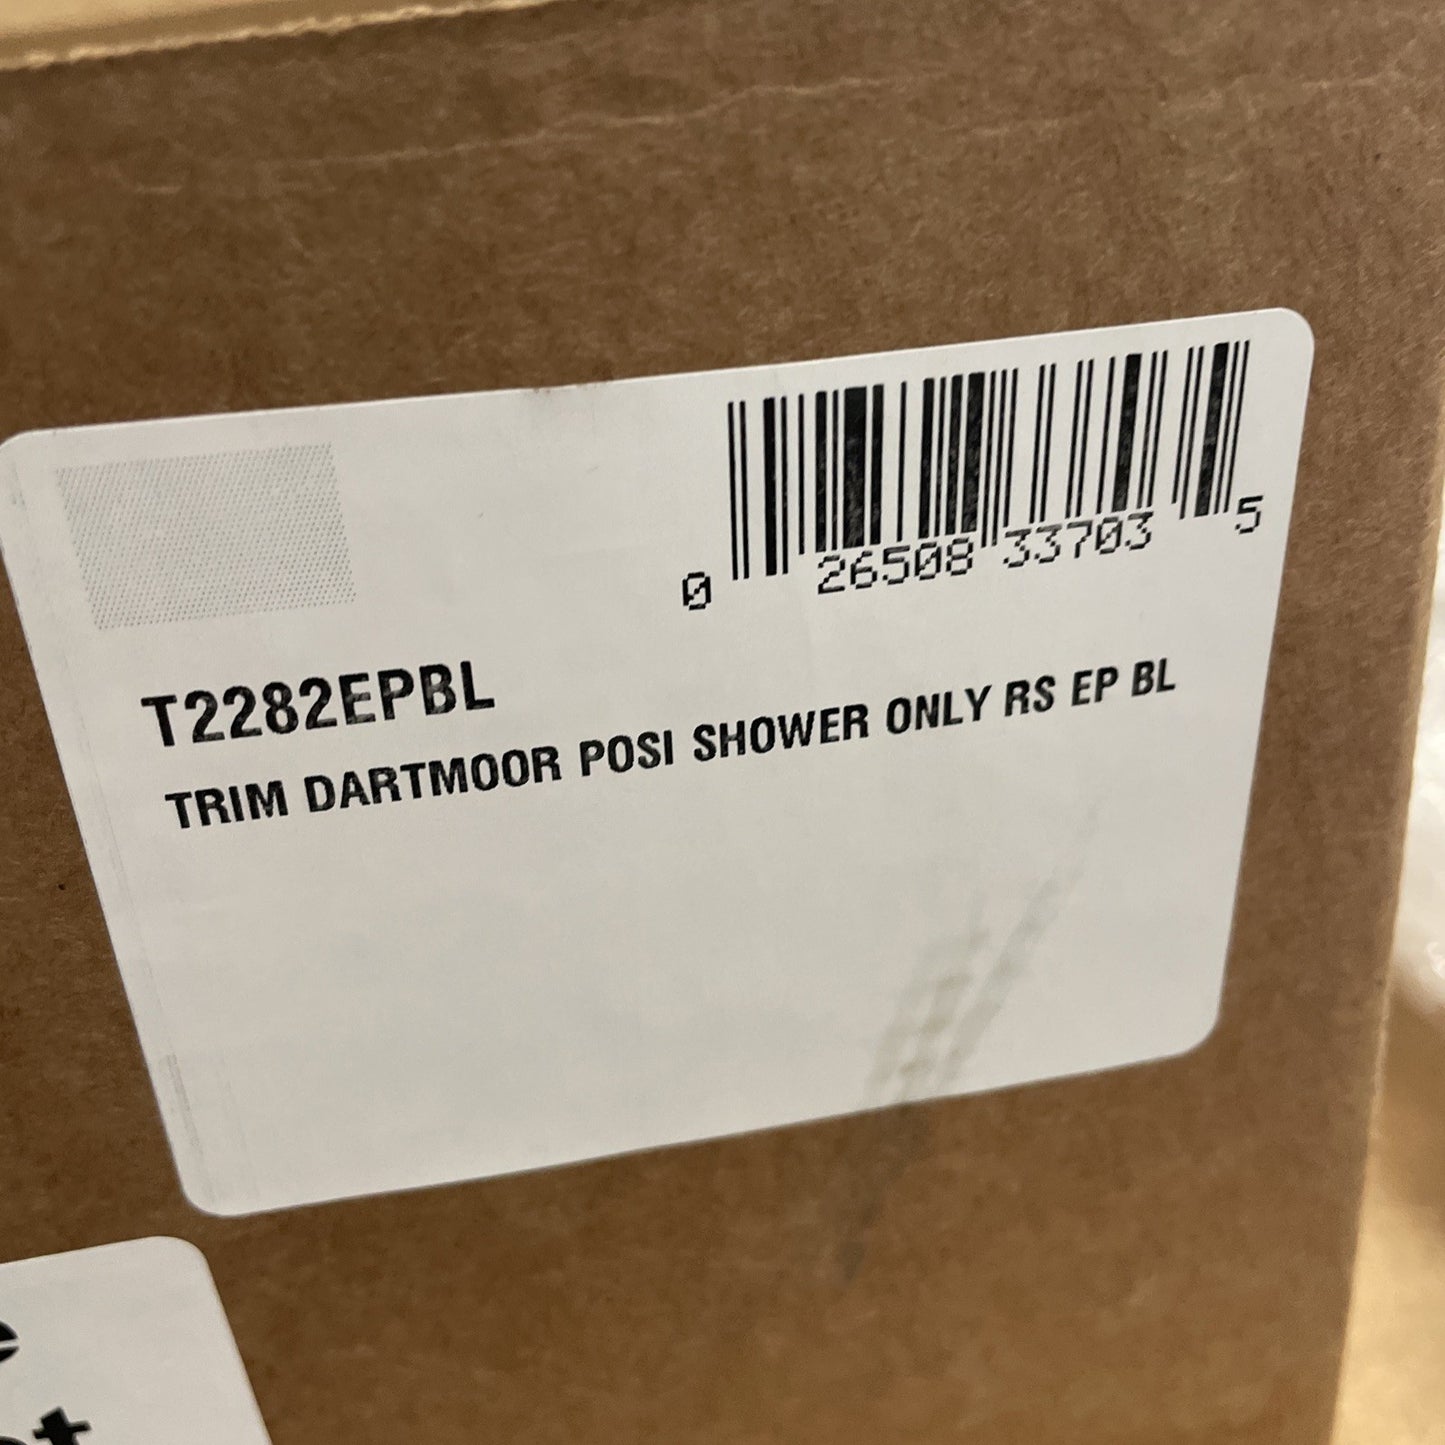 0 26508 33703 5
T2282EPBL
TRIM DARTMOOR POSI SHOWER ONLY RS EP BL